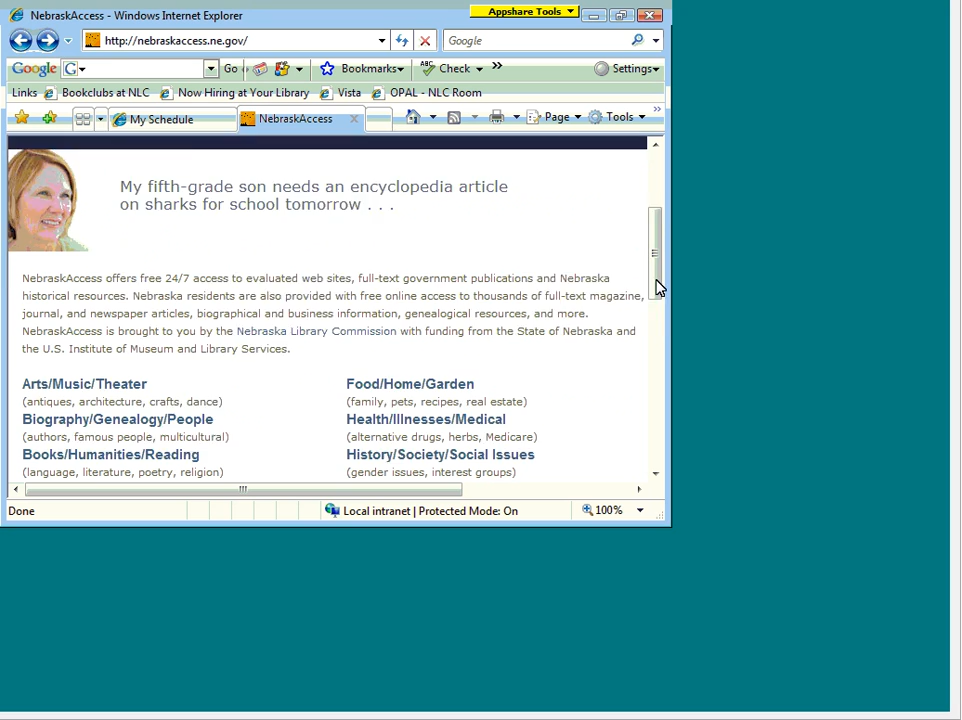 NebraskAccess - Windows Internet Explorer
Appshare Tools
http://nebraskaccess.ne.gov/
Google
Google G Go Bookmarks ABC Check » Settings
Links Bookclubs at NLC Now Hiring at Your Library Vista OPAL - NLC Room
My Schedule NebraskAccess Page Tools »
My fifth-grade son needs an encyclopedia article
on sharks for school tomorrow . . .
NebraskAccess offers free 24/7 access to evaluated web sites, full-text government publications and Nebraska
historical resources. Nebraska residents are also provided with free online access to thousands of full-text magazine,
journal, and newspaper articles, biographical and business information, genealogical resources, and more.
NebraskAccess is brought to you by the Nebraska Library Commission with funding from the State of Nebraska and
the U.S. Institute of Museum and Library Services.
Arts/Music/Theater
(antiques, architecture, crafts, dance)
Biography/Genealogy/People
(authors, famous people, multicultural)
Books/Humanities/Reading
(language, literature, poetry, religion)
Food/Home/Garden
(family, pets, recipes, real estate)
Health/Illnesses/Medical
(alternative drugs, herbs, Medicare)
History/Society/Social Issues
(gender issues, interest groups)
Done
Local intranet | Protected Mode: On
100%